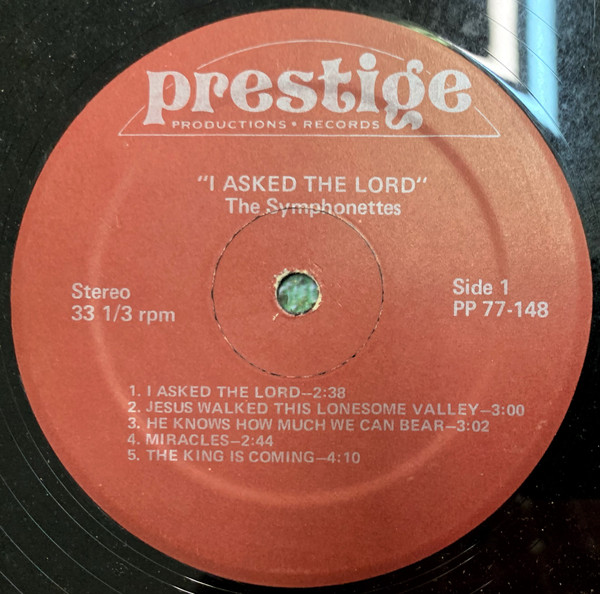 prestige
PRODUCTIONS • RECORDS
"I ASKED THE LORD"
The Symphonettes
Stereo
33 1/3 rpm
Side 1
PP 77-148
1. I ASKED THE LORD—2:38
2. JESUS WALKED THIS LONESOME VALLEY—3:00
3. HE KNOWS HOW MUCH WE CAN BEAR—3:02
4. MIRACLES—2:44
5. THE KING IS COMING—4:10